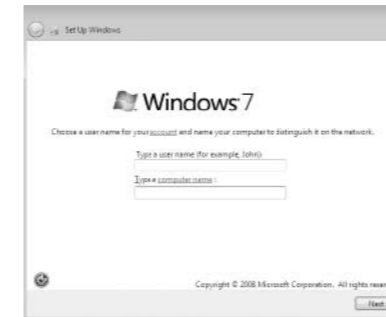 Set Up Windows
Windows 7
Choose a user name for your account and name your computer to distinguish it on the network.
Type a user name (for example, John):
Type a computer name :
Copyright © 2008 Microsoft Corporation. All rights reser
Next